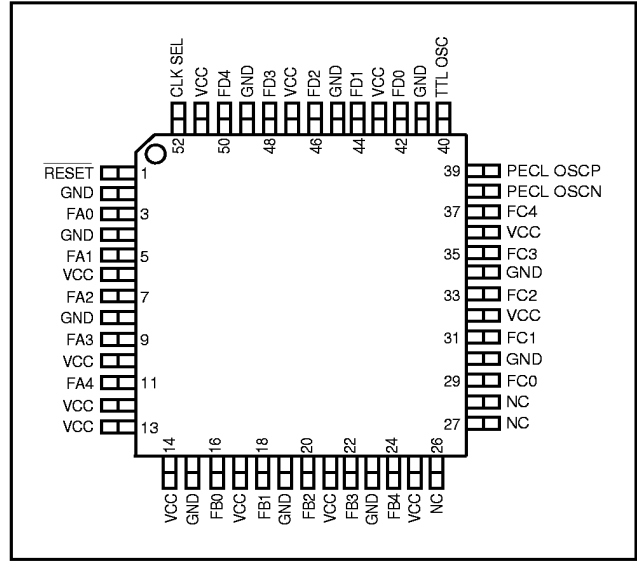 CLK SEL
VCC
FD4
GND
FD3
VCC
FD2
GND
FD1
VCC
FD0
GND
TTL OSC
52
50
48
46
44
42
40
RESET 1
GND
FA0 3
GND
FA1 5
VCC
FA2 7
GND
FA3 9
VCC
FA4 11
VCC
VCC 13
39 PECL OSCP
PECL OSCN
37 FC4
VCC
35 FC3
GND
33 FC2
VCC
31 FC1
GND
29 FC0
NC
27 NC
14
16
18
20
22
24
26
VCC
GND
FB0
VCC
FB1
GND
FB2
VCC
FB3
GND
FB4
VCC
NC